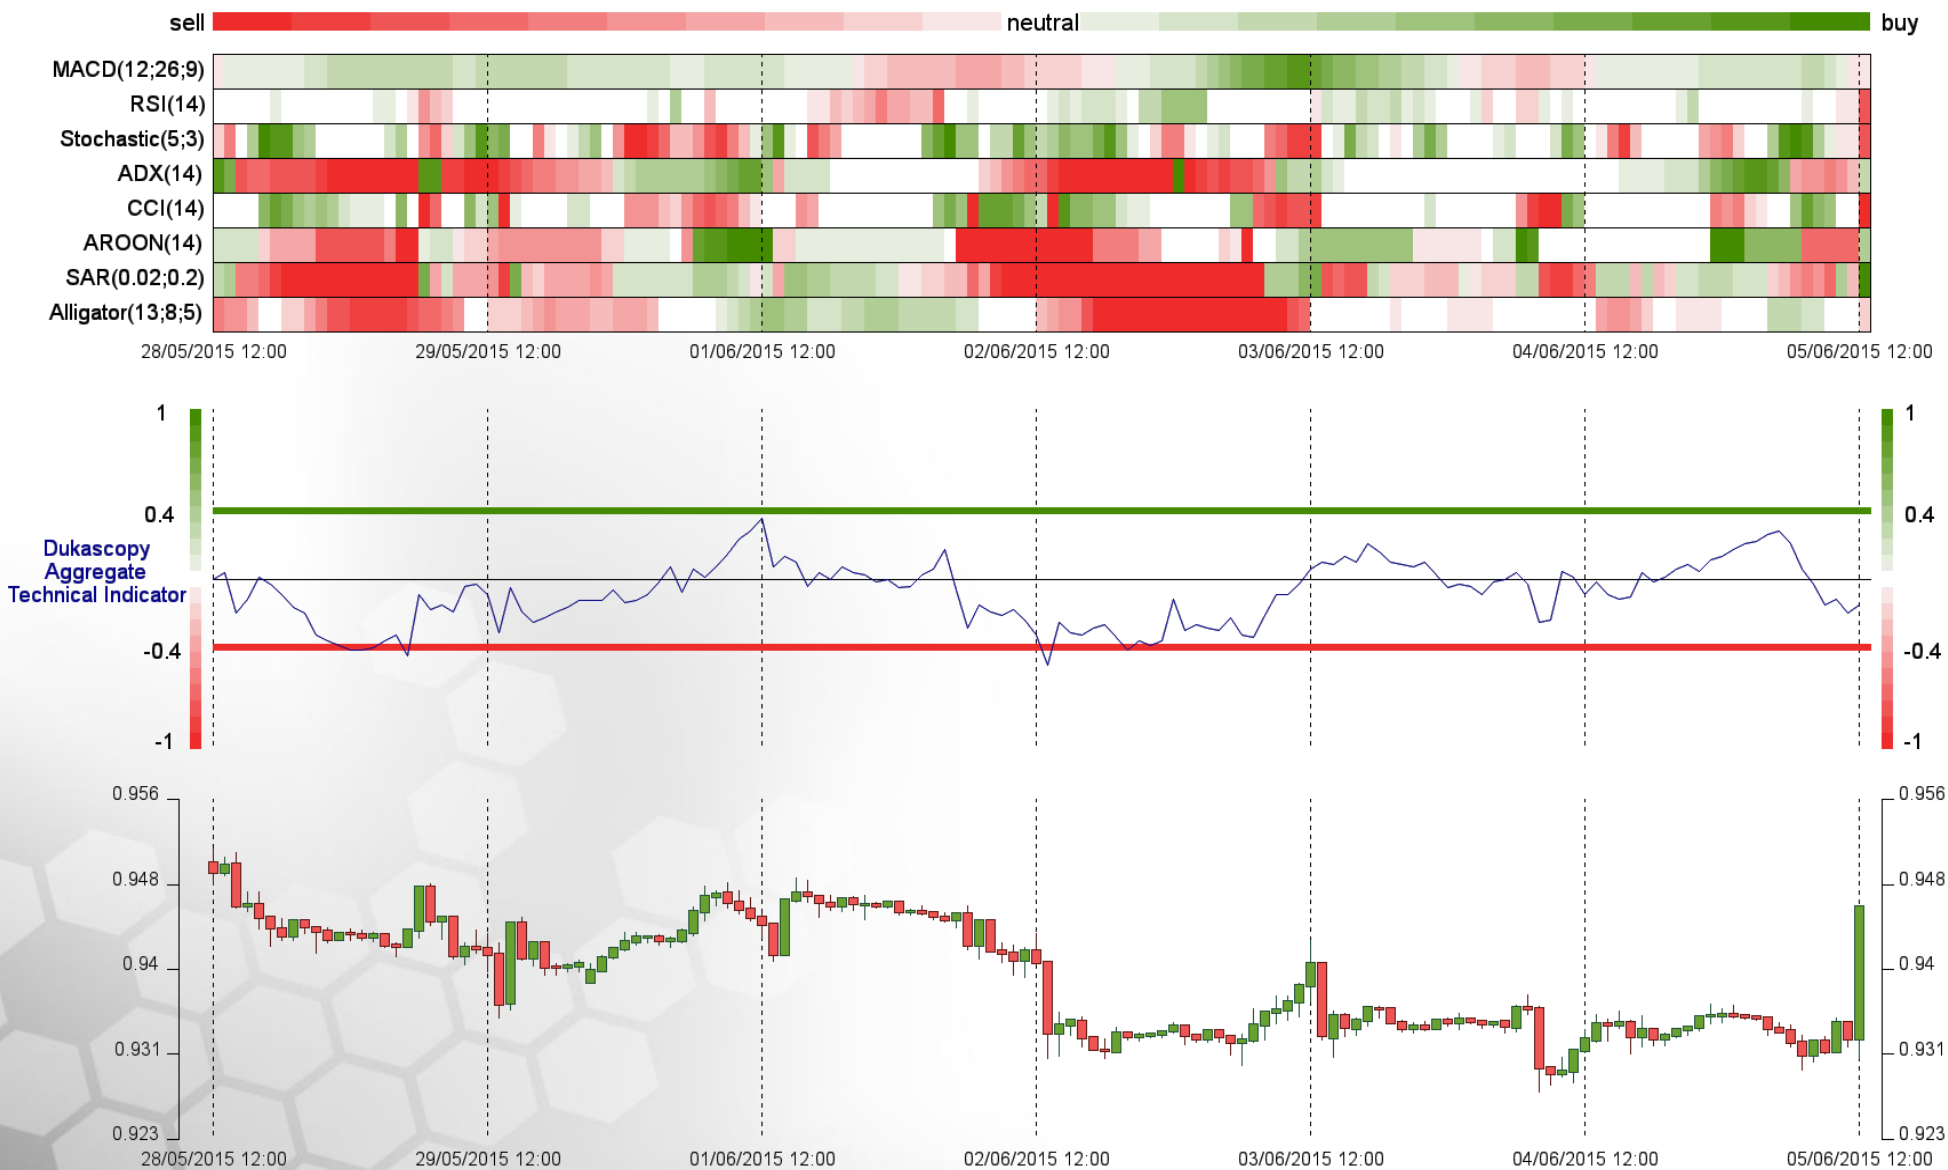 sell neutral buy
MACD(12;26;9)
RSI(14)
Stochastic(5;3)
ADX(14)
CCI(14)
AROON(14)
SAR(0.02;0.2)
Alligator(13;8;5)
28/05/2015 12:00 29/05/2015 12:00 01/06/2015 12:00 02/06/2015 12:00 03/06/2015 12:00 04/06/2015 12:00 05/06/2015 12:00
1 1
0.4 0.4
Dukascopy
Aggregate
Technical Indicator
-0.4 -0.4
-1 -1
0.956 0.956
0.948 0.948
0.94 0.94
0.931 0.931
0.923 0.923
28/05/2015 12:00 29/05/2015 12:00 01/06/2015 12:00 02/06/2015 12:00 03/06/2015 12:00 04/06/2015 12:00 05/06/2015 12:00